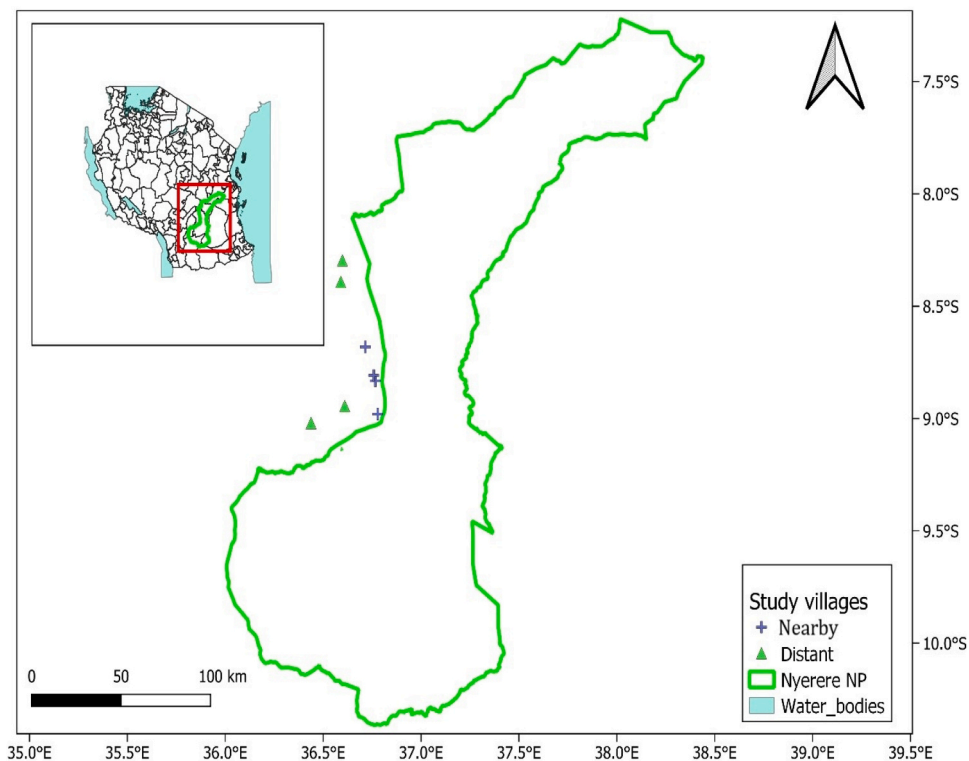 7.5°S
8.0°S
8.5°S
9.0°S
9.5°S
10.0°S
Study villages
Nearby
Distant
Nyerere NP
Water_bodies
0 50 100 km
35.0°E 35.5°E 36.0°E 36.5°E 37.0°E 37.5°E 38.0°E 38.5°E 39.0°E 39.5°E